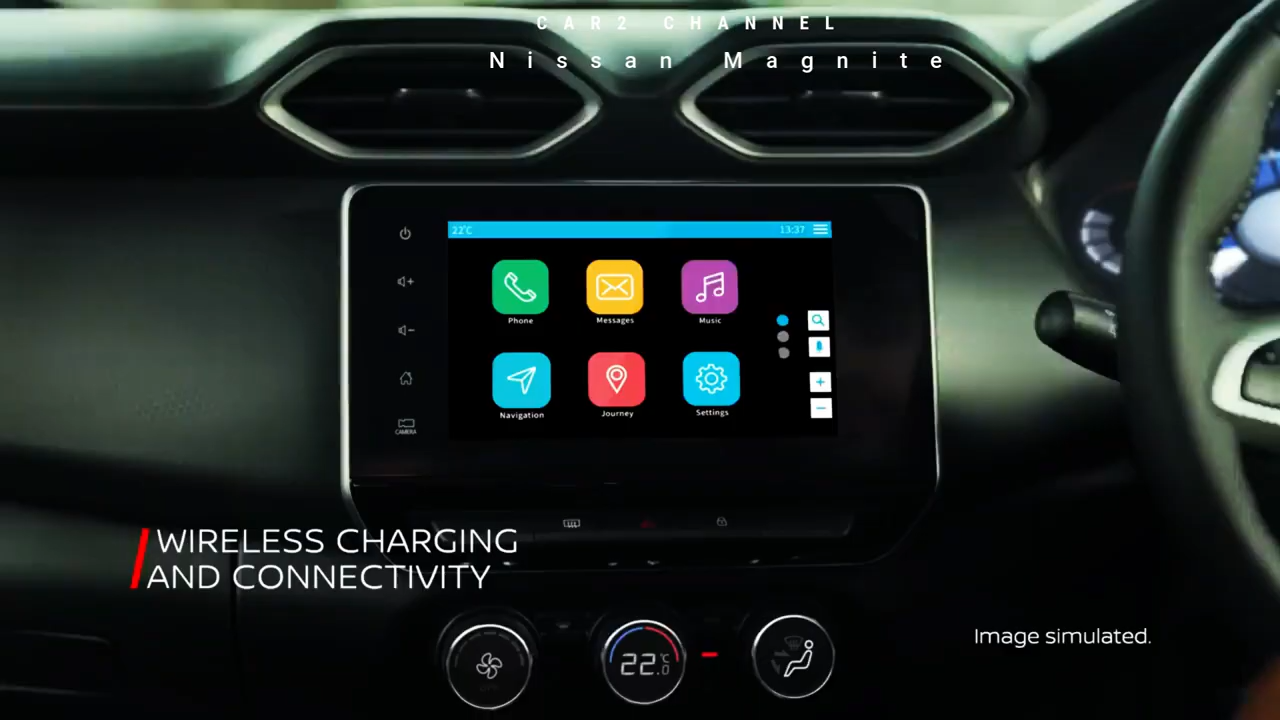 CAR2 CHANNEL
Nissan Magnite
22°C 13:37
Phone Messages Music
Navigation Journey Settings
CAMERA
WIRELESS CHARGING
AND CONNECTIVITY
Image simulated.
22.0 °C